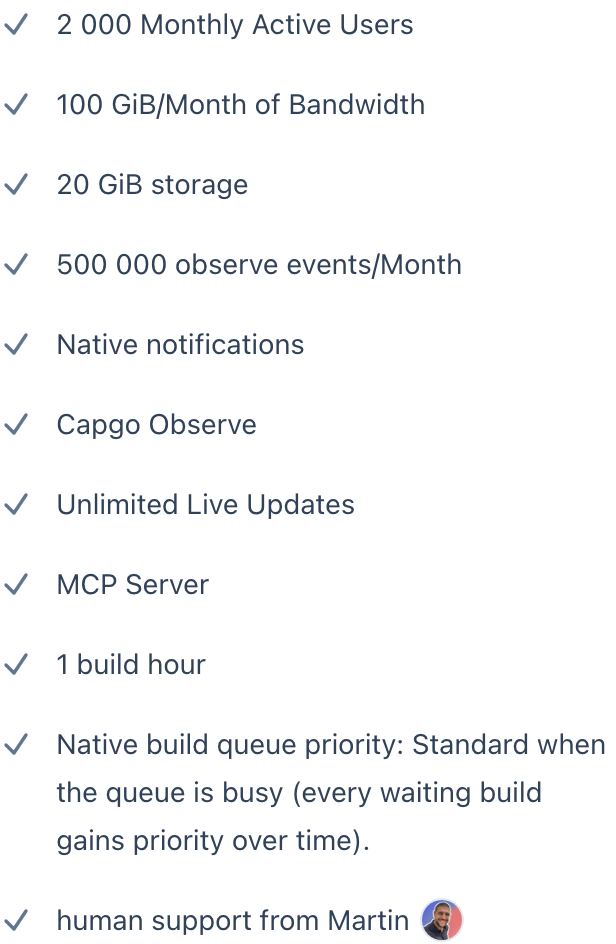 2 000 Monthly Active Users
100 GiB/Month of Bandwidth
20 GiB storage
500 000 observe events/Month
Native notifications
Capgo Observe
Unlimited Live Updates
MCP Server
1 build hour
Native build queue priority: Standard when
the queue is busy (every waiting build
gains priority over time).
human support from Martin